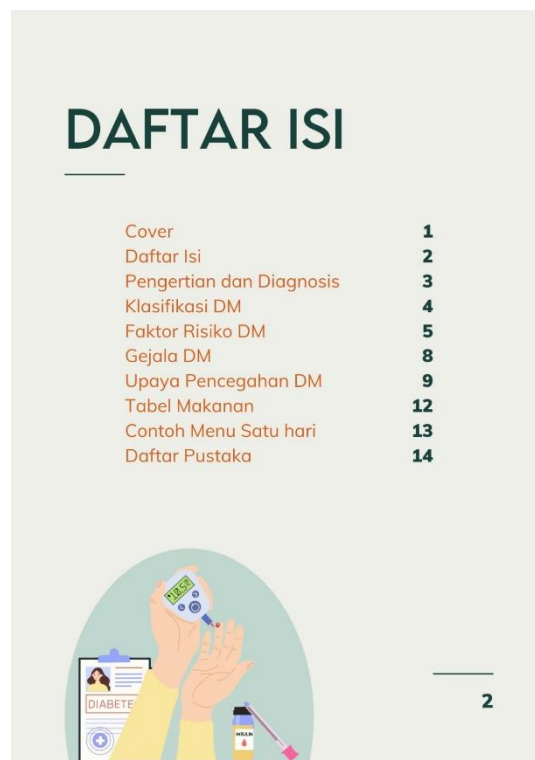 DAFTAR ISI
Cover 1
Daftar Isi 2
Pengertian dan Diagnosis 3
Klasifikasi DM 4
Faktor Risiko DM 5
Gejala DM 8
Upaya Pencegahan DM 9
Tabel Makanan 12
Contoh Menu Satu hari 13
Daftar Pustaka 14
10.5
DIABETE
INSULIN
2